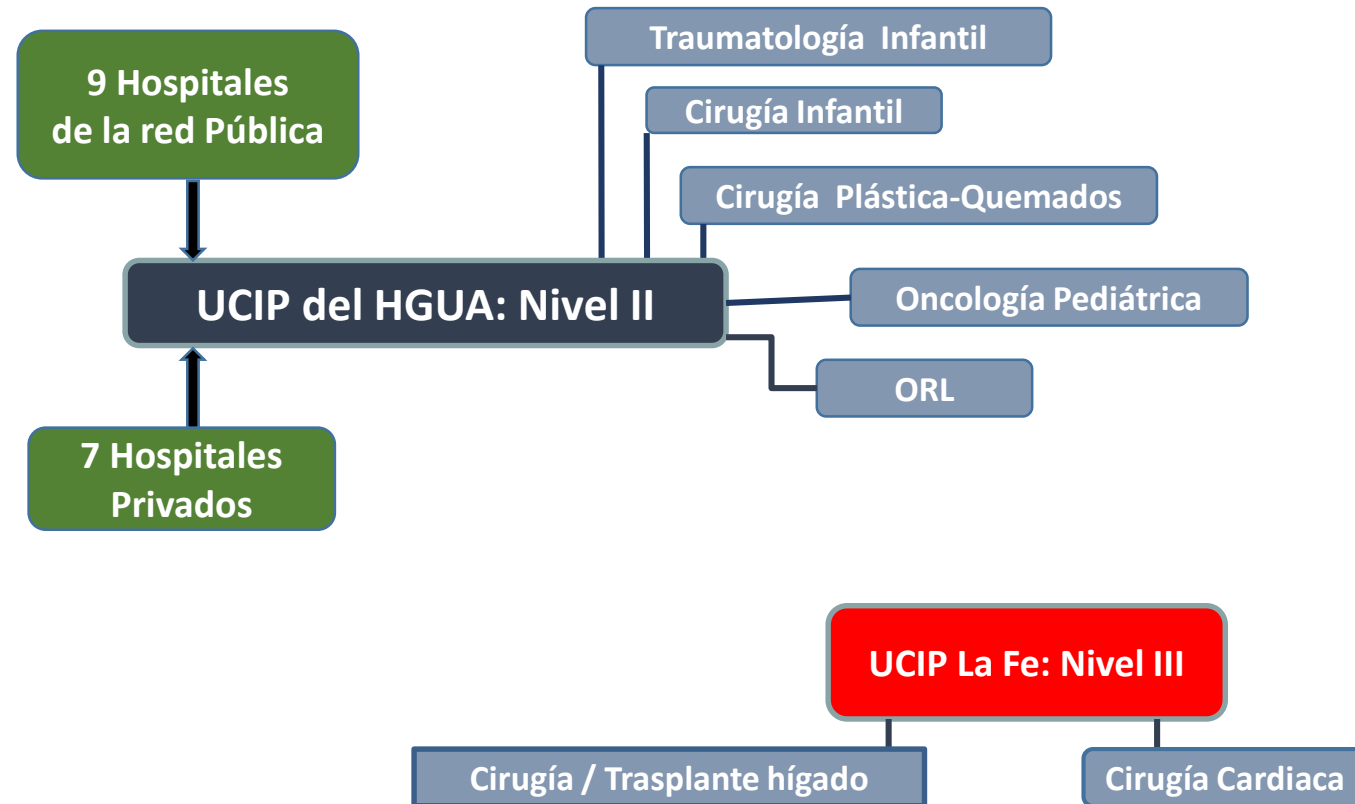 Traumatología Infantil
9 Hospitales
de la red Pública
Cirugía Infantil
Cirugía Plástica-Quemados
UCIP del HGUA: Nivel II
Oncología Pediátrica
ORL
7 Hospitales
Privados
UCIP La Fe: Nivel III
Cirugía / Trasplante hígado
Cirugía Cardiaca